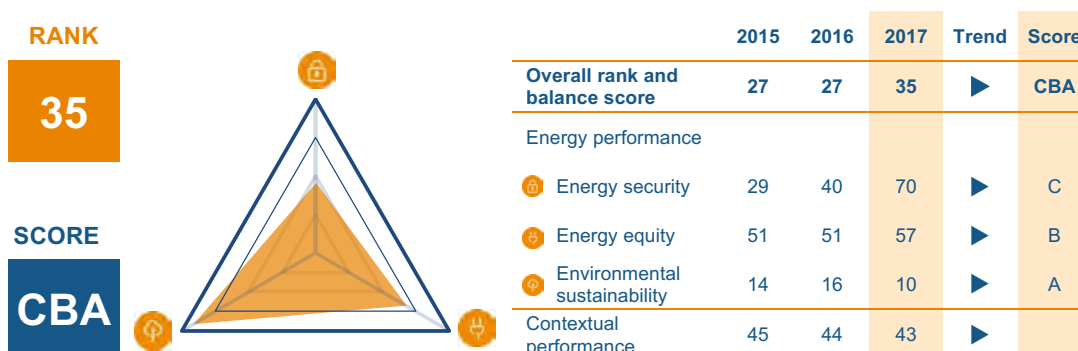 RANK
35
SCORE
CBA
2015 2016 2017 Trend Score
Overall rank and
balance score 27 27 35 CBA
Energy performance
Energy security 29 40 70 C
Energy equity 51 51 57 B
Environmental
sustainability 14 16 10 A
Contextual
performance 45 44 43